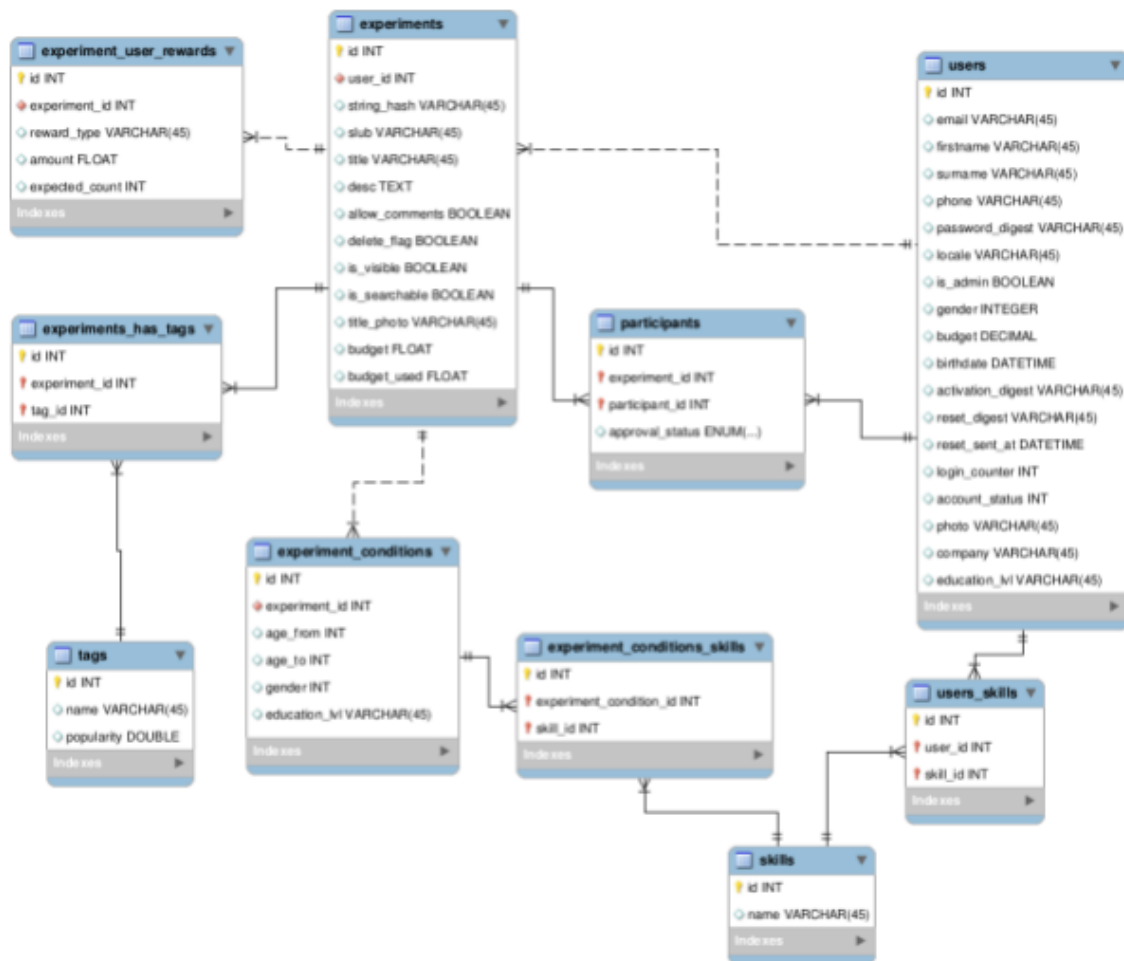 experiments
id INT
user_id INT
string_hash VARCHAR(45)
slub VARCHAR(45)
title VARCHAR(45)
desc TEXT
allow_comments BOOLEAN
delete_flag BOOLEAN
is_visible BOOLEAN
is_searchable BOOLEAN
title_photo VARCHAR(45)
budget FLOAT
budget_used FLOAT
Indexes
experiment_user_rewards
id INT
experiment_id INT
reward_type VARCHAR(45)
amount FLOAT
expected_count INT
Indexes
users
id INT
email VARCHAR(45)
firstname VARCHAR(45)
surname VARCHAR(45)
phone VARCHAR(45)
password_digest VARCHAR(45)
locale VARCHAR(45)
is_admin BOOLEAN
gender INTEGER
budget DECIMAL
birthdate DATETIME
activation_digest VARCHAR(45)
reset_digest VARCHAR(45)
reset_sent_at DATETIME
login_counter INT
account_status INT
photo VARCHAR(45)
company VARCHAR(45)
education_lvl VARCHAR(45)
Indexes
experiments_has_tags
id INT
experiment_id INT
tag_id INT
Indexes
participants
id INT
experiment_id INT
participant_id INT
approval_status ENUM(...)
Indexes
experiment_conditions
id INT
experiment_id INT
age_from INT
age_to INT
gender INT
education_lvl VARCHAR(45)
Indexes
tags
id INT
name VARCHAR(45)
popularity DOUBLE
Indexes
experiment_conditions_skills
id INT
experiment_condition_id INT
skill_id INT
Indexes
users_skills
id INT
user_id INT
skill_id INT
Indexes
skills
id INT
name VARCHAR(45)
Indexes